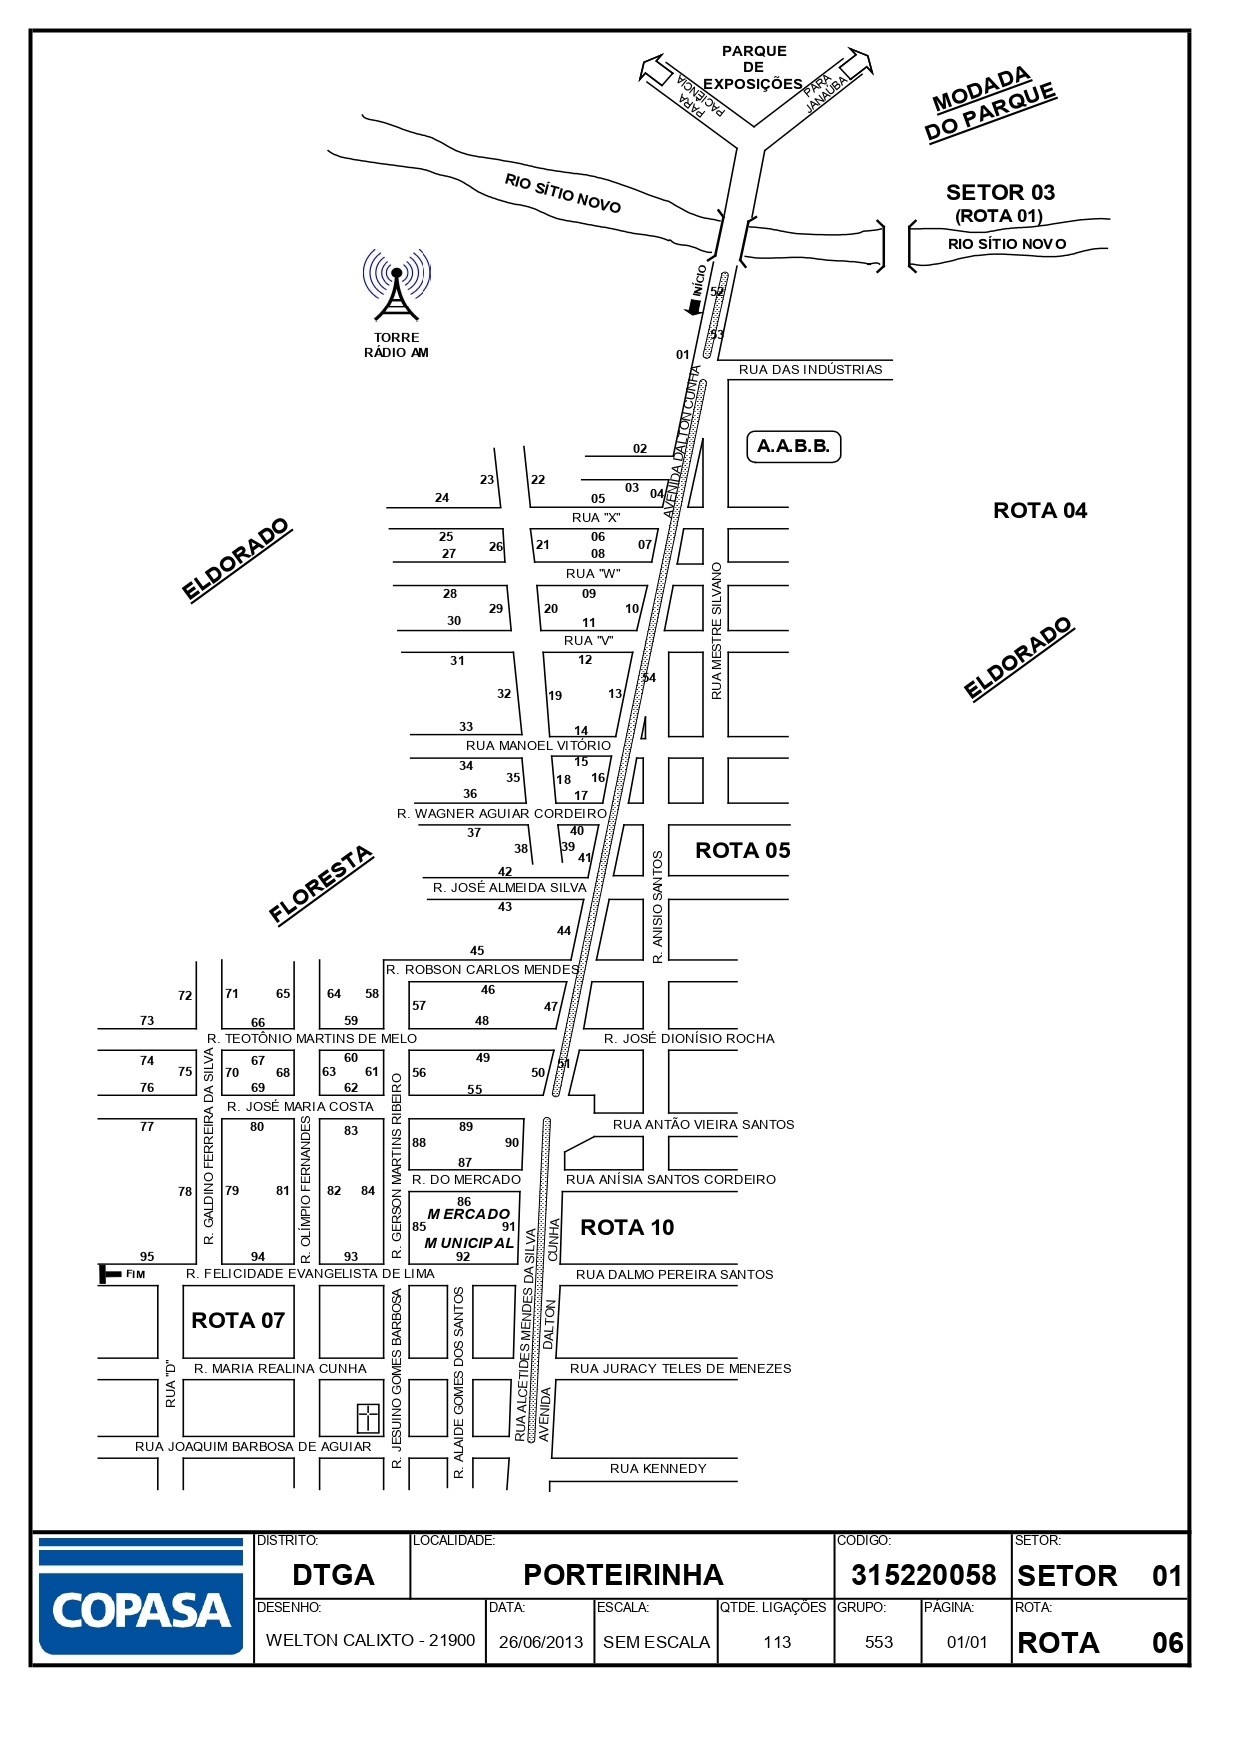 PARQUE
DE
EXPOSIÇÕES
PARA
PACIÊNCIA
PARA
JANAÚBA
MODADA
DO PARQUE
RIO SÍTIO NOVO
SETOR 03
(ROTA 01)
RIO SÍTIO NOVO
INÍCIO
52
TORRE
RÁDIO AM
53
01
RUA DAS INDÚSTRIAS
AVENIDA DALTON CUNHA
A.A.B.B.
02
23
22
03
04
24
05
ROTA 04
RUA "X"
ELDORADO
25
26
21
06
07
27
08
RUA "W"
RUA MESTRE SILVANO
28
29
20
09
10
30
11
RUA "V"
ELDORADO
31
12
54
32
19
13
33
14
RUA MANOEL VITÓRIO
34
15
35
18
16
36
17
R. WAGNER AGUIAR CORDEIRO
37
40
38
39
41
ROTA 05
FLORESTA
42
R. JOSÉ ALMEIDA SILVA
R. ANISIO SANTOS
43
44
45
R. ROBSON CARLOS MENDES
72
71
65
64
58
46
57
47
73
66
59
48
R. TEOTÔNIO MARTINS DE MELO
R. JOSÉ DIONÍSIO ROCHA
74
67
60
49
51
75
70
68
63
61
56
50
76
69
62
55
R. JOSÉ MARIA COSTA
77
80
83
89
RUA ANTÃO VIEIRA SANTOS
88
90
87
R. GALDINO FERREIRA DA SILVA
R. OLÍMPIO FERNANDES
R. GERSON MARTINS RIBEIRO
R. DO MERCADO
RUA ANÍSIA SANTOS CORDEIRO
78
79
81
82
84
86
MERCADO
85
91
MUNICIPAL
ROTA 10
95
94
93
92
FIM
R. FELICIDADE EVANGELISTA DE LIMA
RUA DALMO PEREIRA SANTOS
ROTA 07
RUA "D"
R. JESUINO GOMES BARBOSA
R. ALAIDE GOMES DOS SANTOS
RUA ALCETIDES MENDES DA SILVA
AVENIDA DALTON CUNHA
R. MARIA REALINA CUNHA
RUA JURACY TELES DE MENEZES
RUA JOAQUIM BARBOSA DE AGUIAR
RUA KENNEDY
COPASA
DISTRITO:
DTGA
LOCALIDADE:
PORTEIRINHA
CODIGO:
315220058
SETOR:
SETOR 01
DESENHO:
WELTON CALIXTO - 21900
DATA:
26/06/2013
ESCALA:
SEM ESCALA
QTDE. LIGAÇÕES
113
GRUPO:
553
PÁGINA:
01/01
ROTA:
ROTA 06